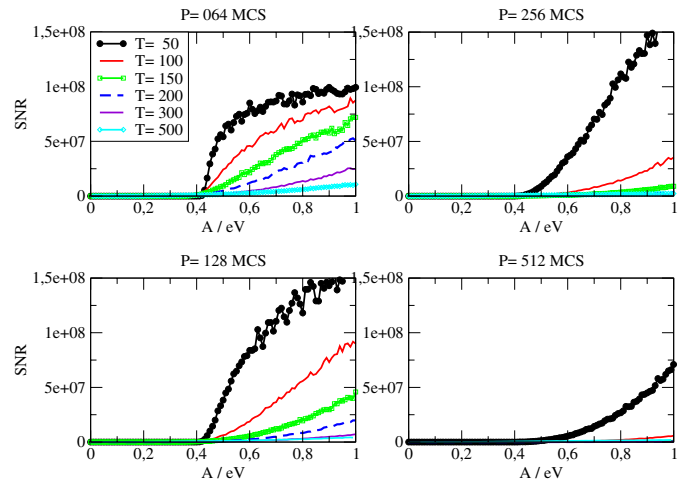 P= 064 MCS
P= 256 MCS
1,5e+08
1e+08
5e+07
0
SNR
T= 50
T= 100
T= 150
T= 200
T= 300
T= 500
0
0,2
0,4
0,6
0,8
1
A / eV
1,5e+08
1e+08
5e+07
0
0
0,2
0,4
0,6
0,8
1
A / eV
P= 128 MCS
P= 512 MCS
1,5e+08
1e+08
5e+07
0
SNR
0
0,2
0,4
0,6
0,8
1
A / eV
1,5e+08
1e+08
5e+07
0
0
0,2
0,4
0,6
0,8
1
A / eV